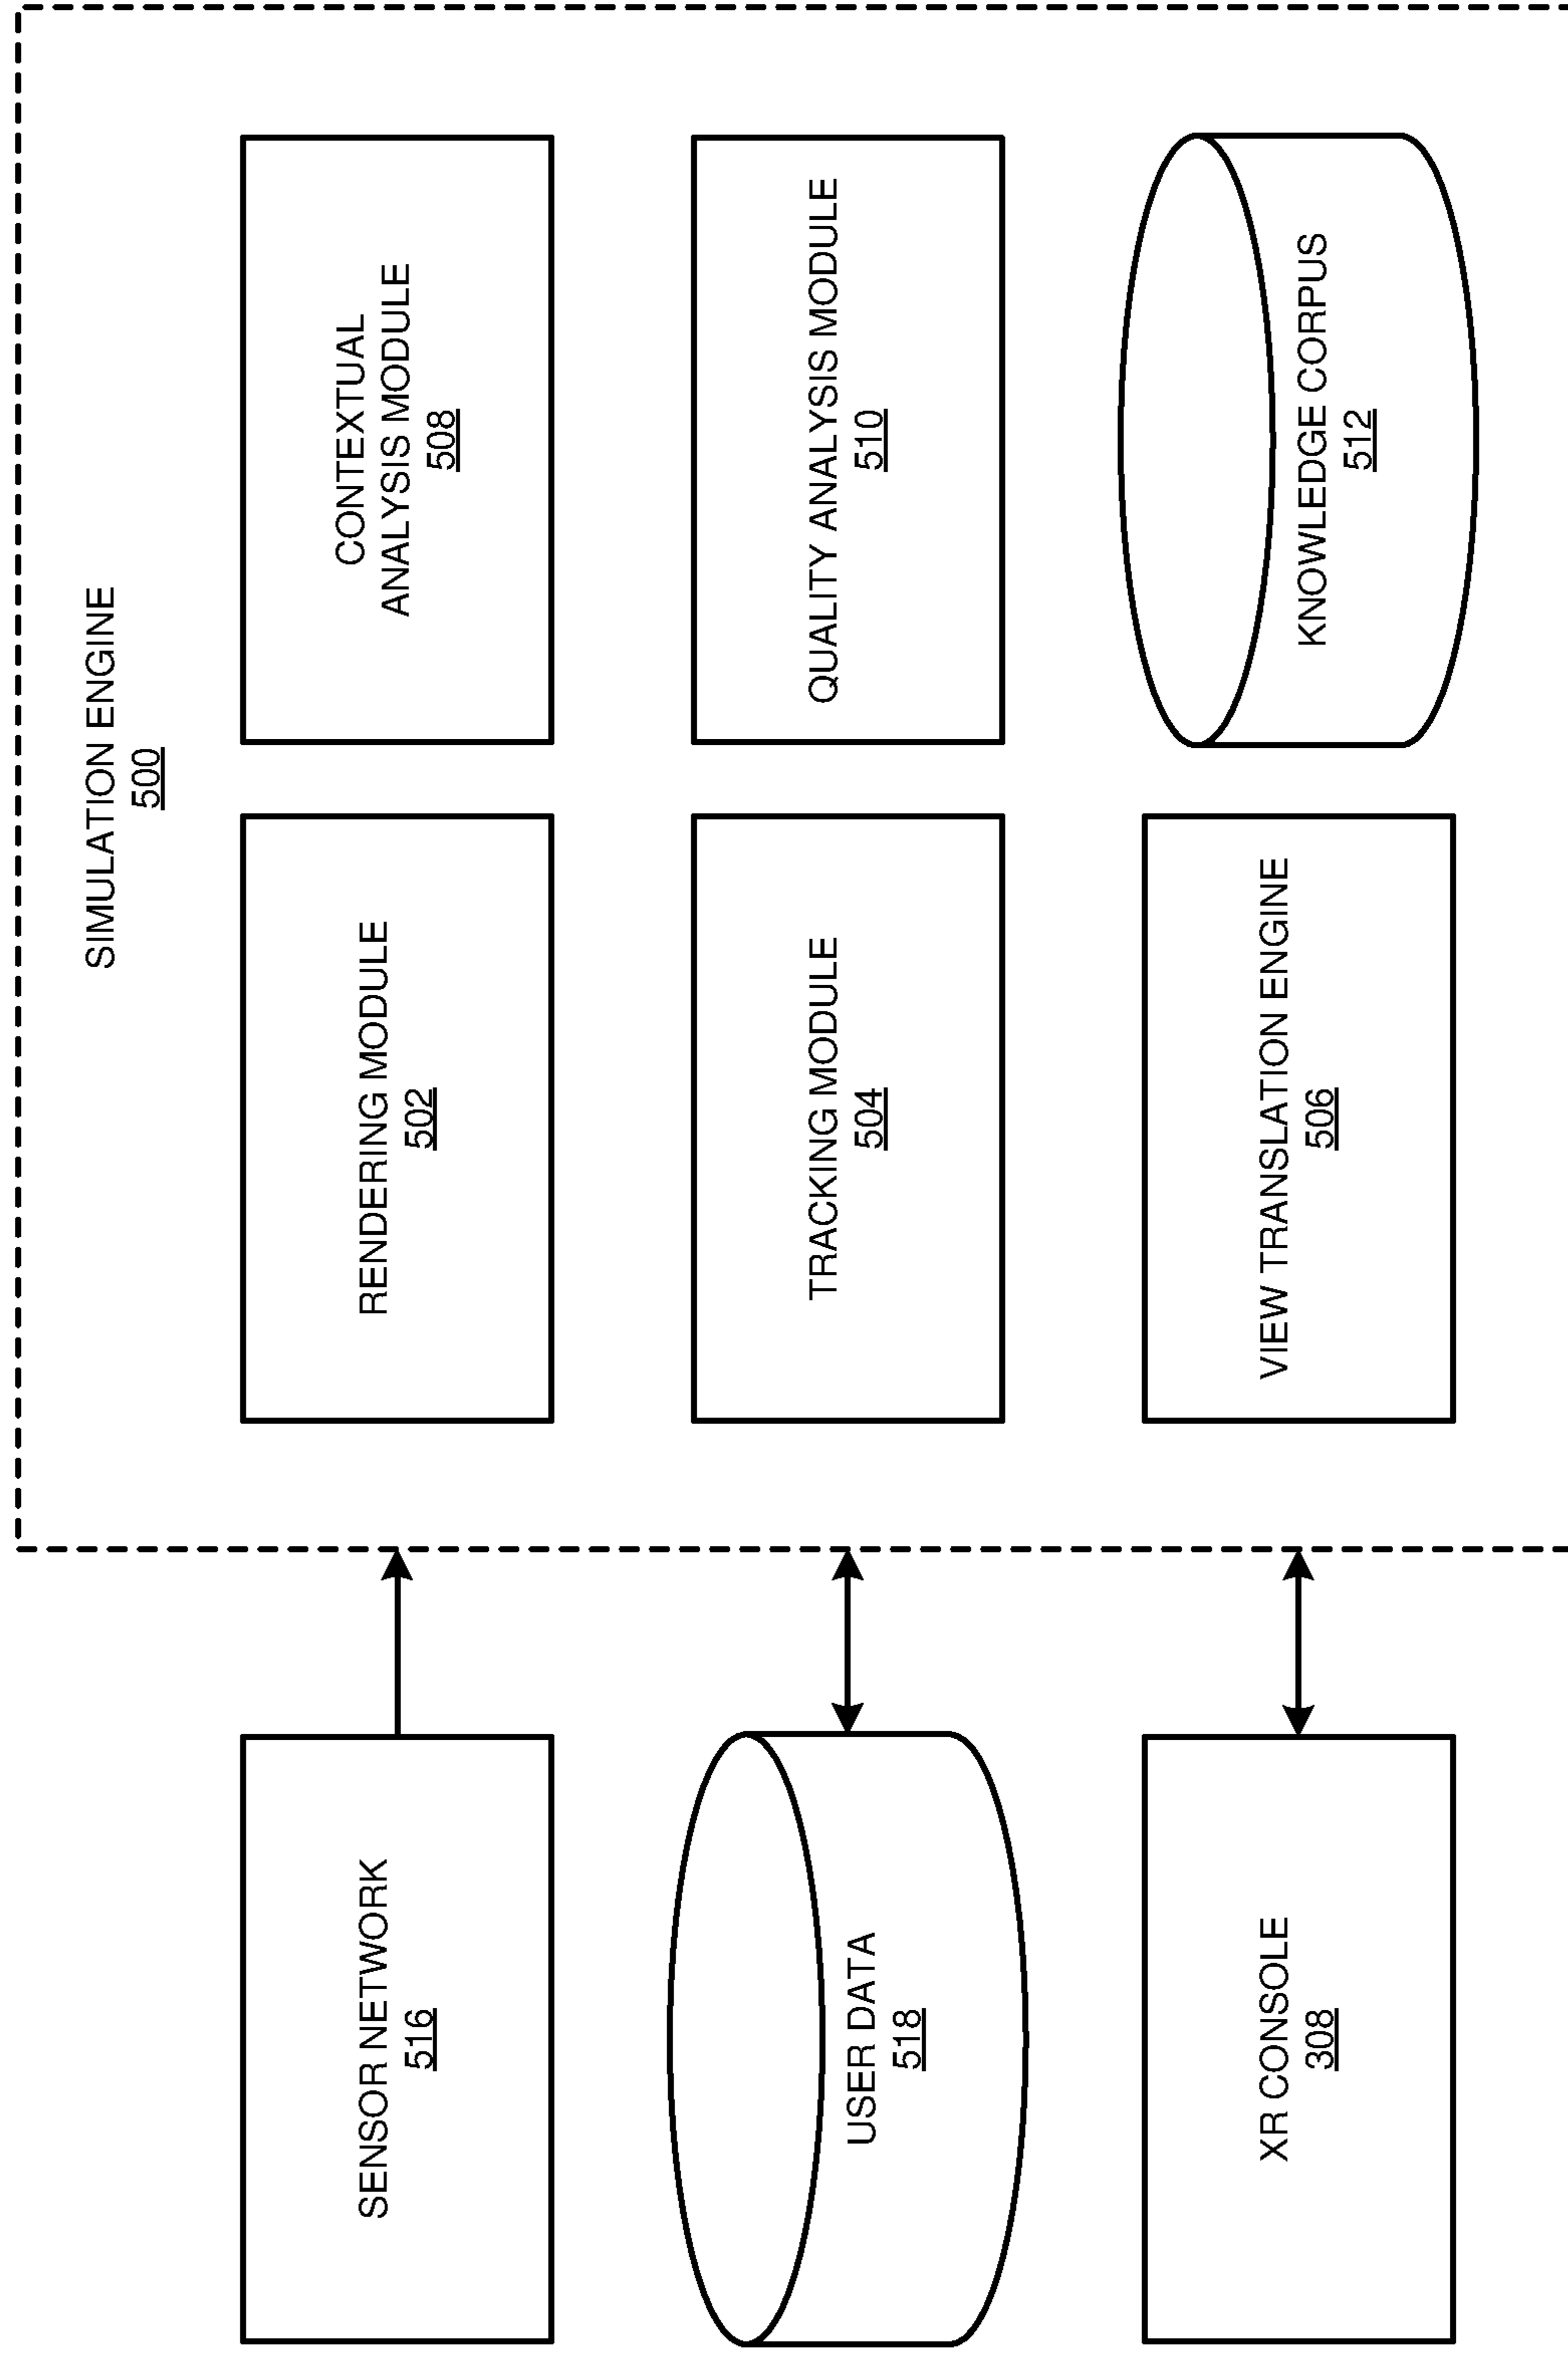 SIMULATION ENGINE
500
SENSOR NETWORK
516
RENDERING MODULE
502
CONTEXTUAL
ANALYSIS MODULE
508
USER DATA
518
TRACKING MODULE
504
QUALITY ANALYSIS MODULE
510
XR CONSOLE
308
VIEW TRANSLATION ENGINE
506
KNOWLEDGE CORPUS
512